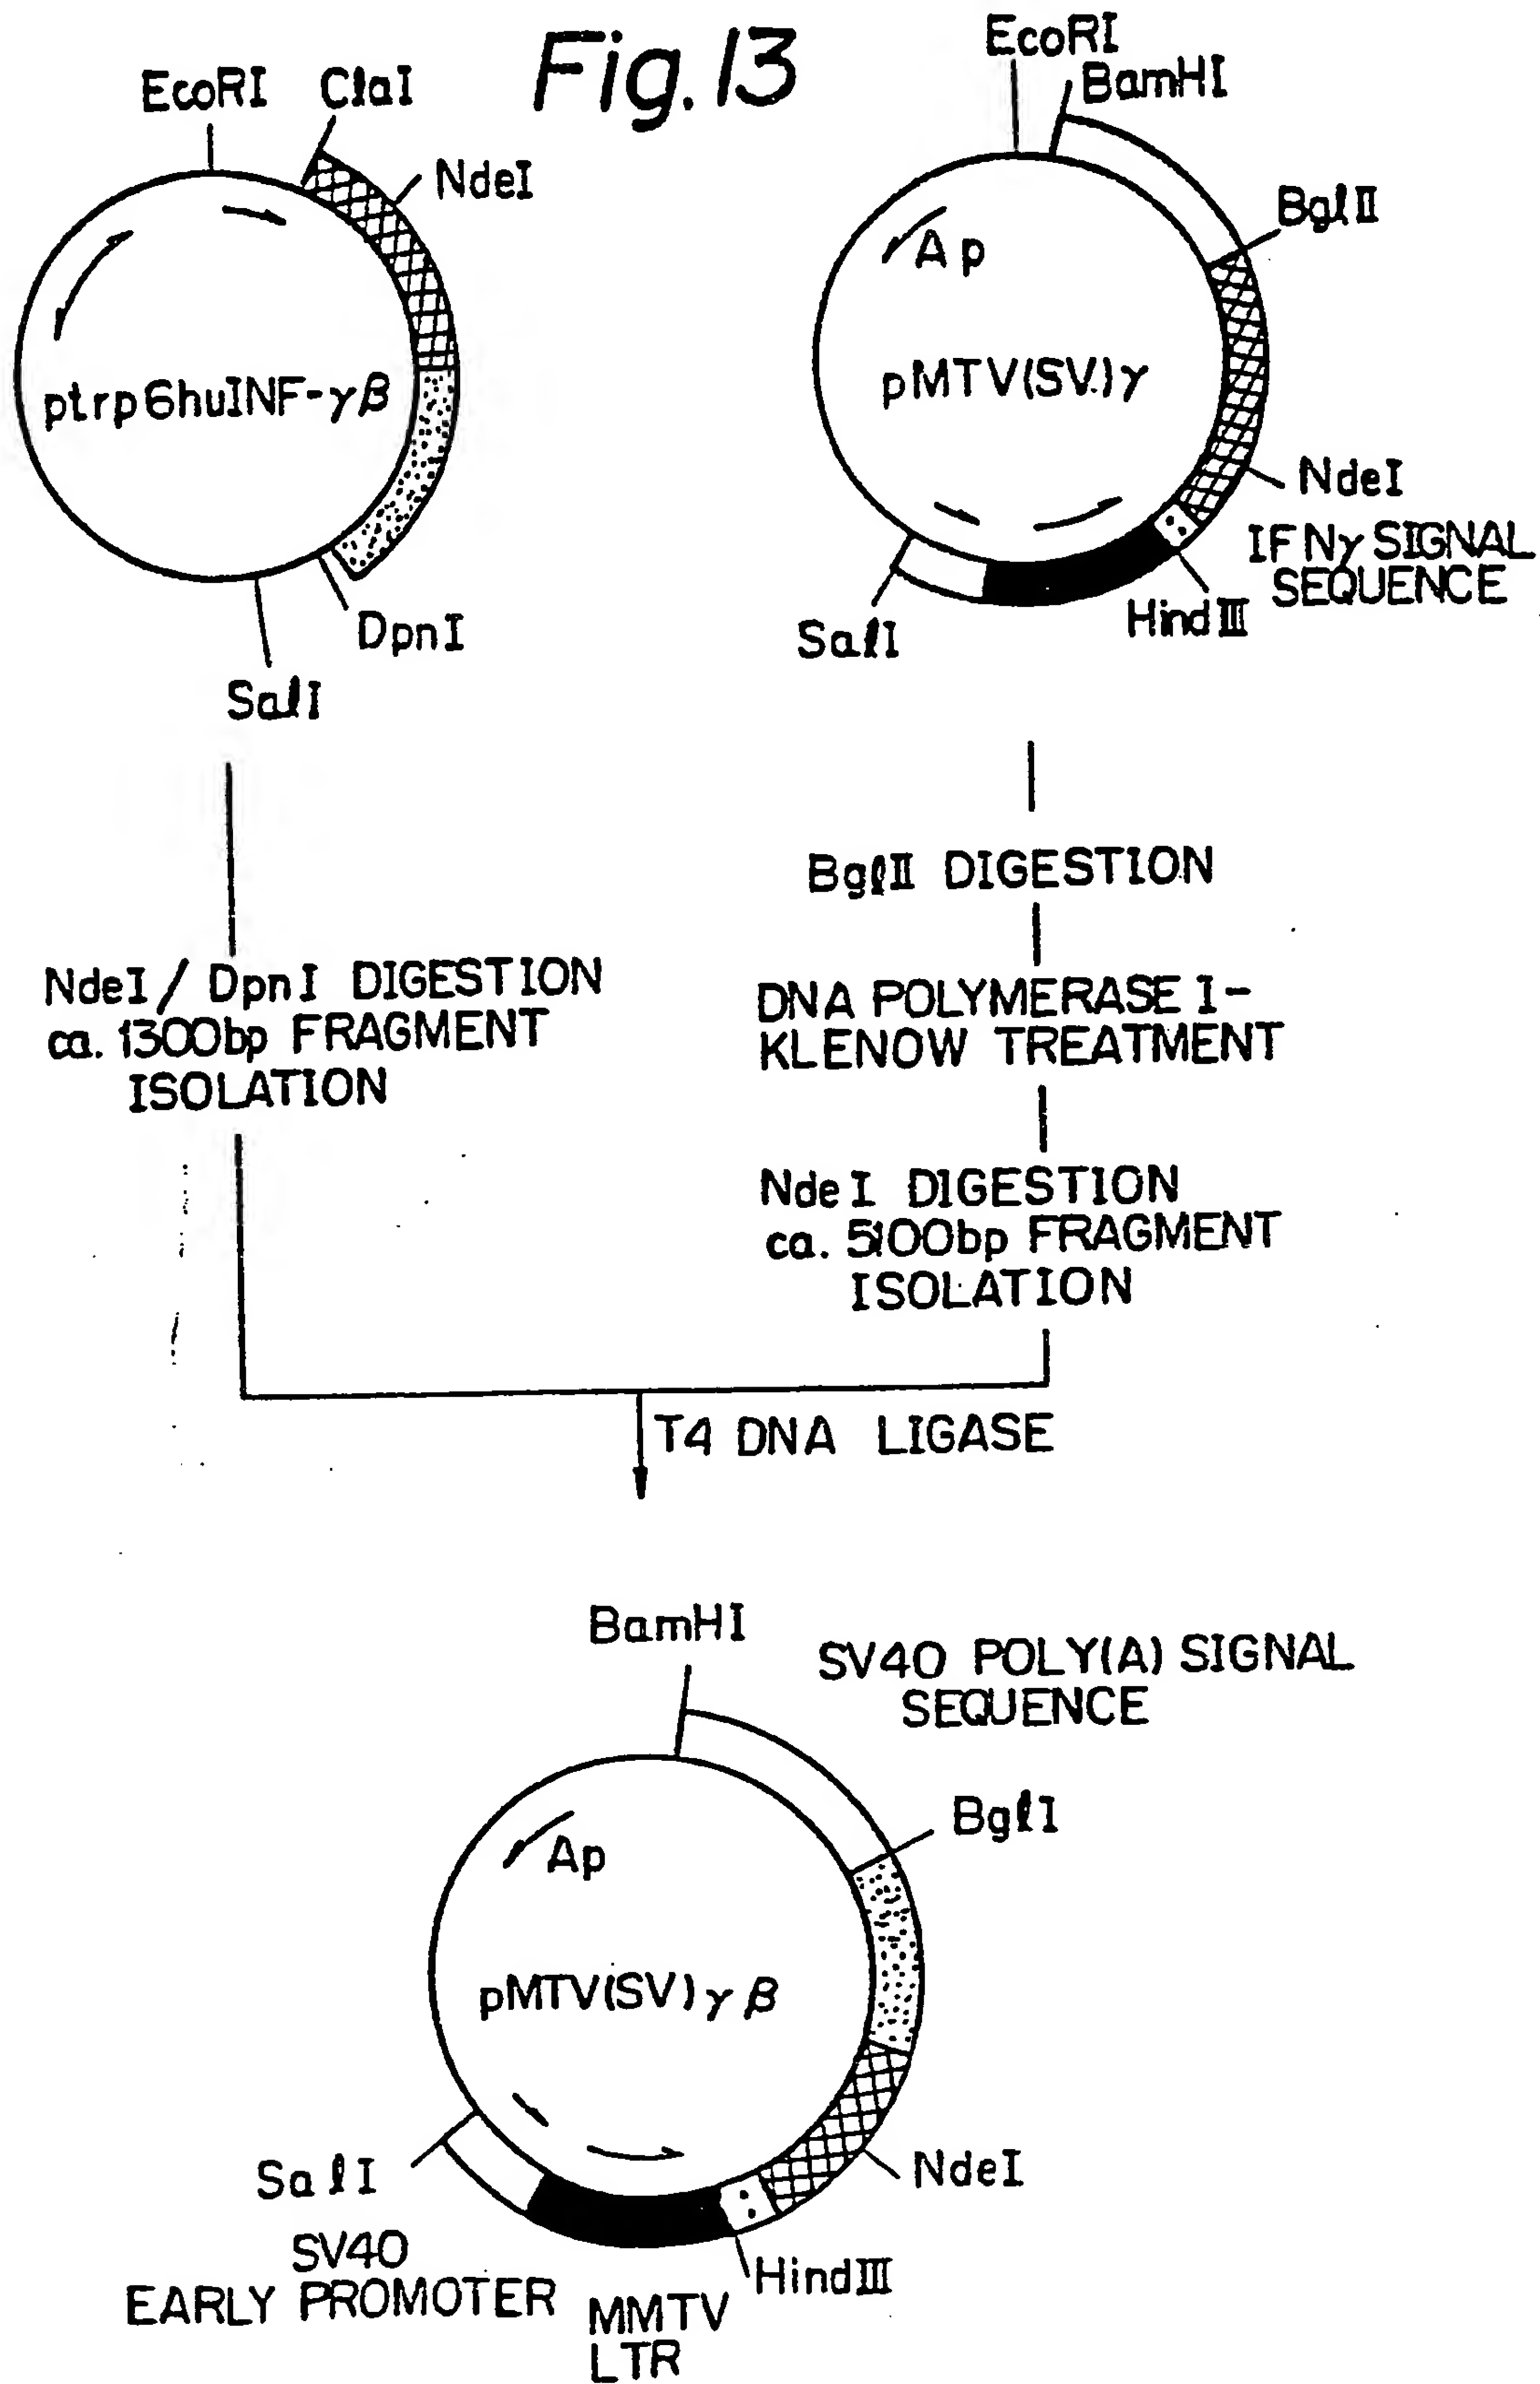 Fig. 13
EcoRI
ClaI
NdeI
ptrp6huINF-γβ
DpnI
SalI
EcoRI
BamHI
BglII
Ap
pMTV(SV.)γ
NdeI
IFNγ SIGNAL
SEQUENCE
HindIII
SalI
NdeI / DpnI DIGESTION
ca. 1300bp FRAGMENT
ISOLATION
BglII DIGESTION
DNA POLYMERASE I-
KLENOW TREATMENT
NdeI DIGESTION
ca. 5100bp FRAGMENT
ISOLATION
T4 DNA LIGASE
BamHI
SV40 POLY(A) SIGNAL
SEQUENCE
BglI
Ap
pMTV(SV)γβ
NdeI
SalI
SV40
EARLY PROMOTER
HindIII
MMTV
LTR